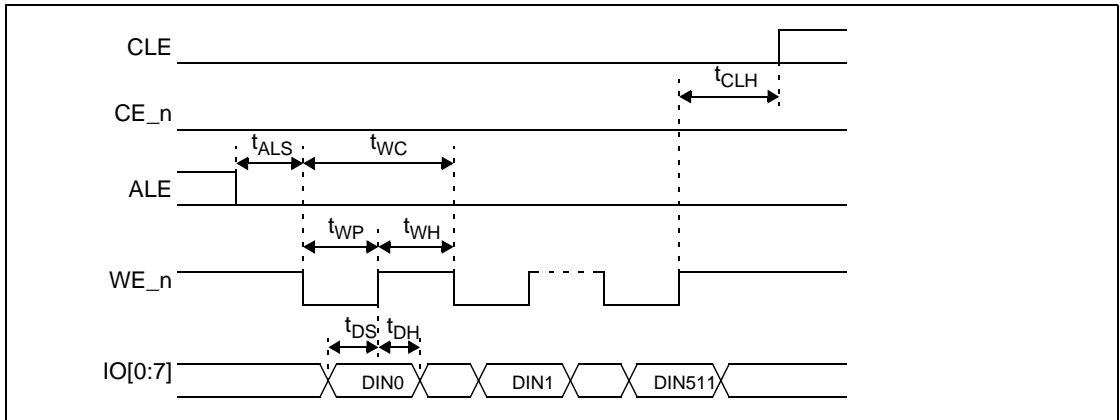 CLE
tCLH
CE_n
tALS
tWC
ALE
tWP
tWH
WE_n
tDS
tDH
IO[0:7]
DIN0
DIN1
DIN511